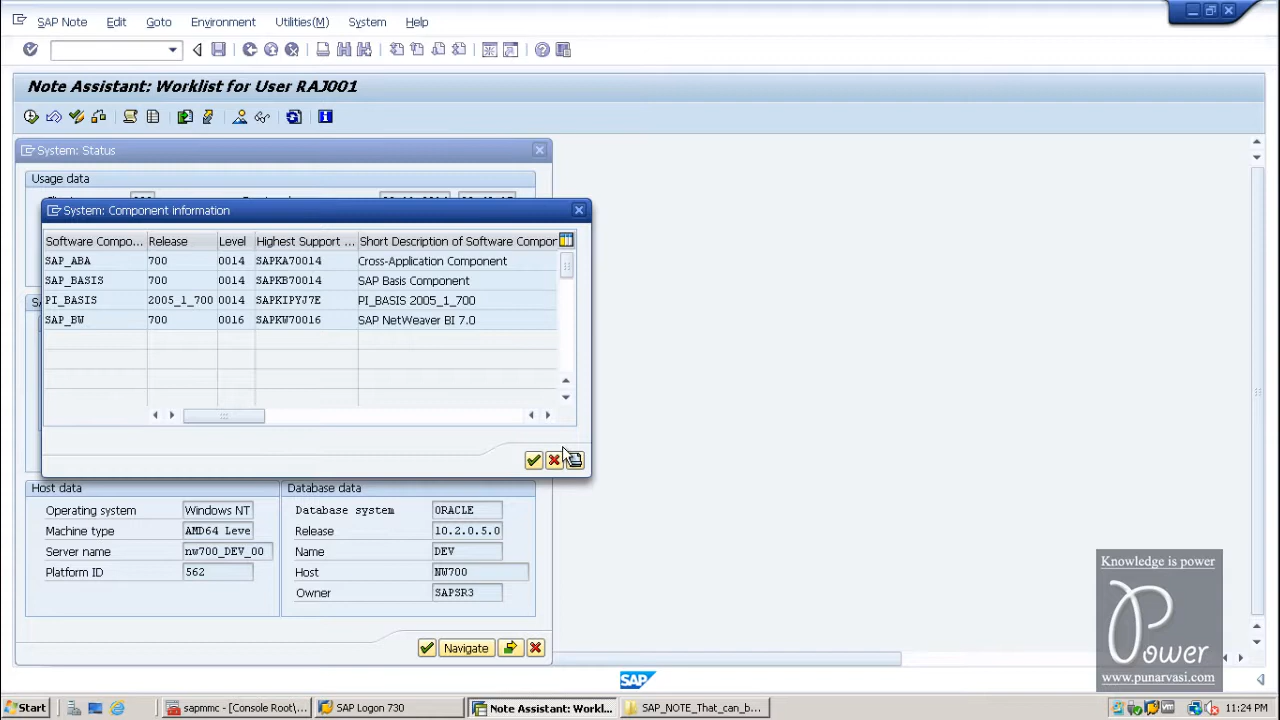 SAP Note Edit Goto Environment Utilities(M) System Help
Note Assistant: Worklist for User RAJ001
System: Status
Usage data
System: Component information
Software Compo... Release Level Highest Support ... Short Description of Software Compor
SAP_ABA 700 0014 SAPKA70014 Cross-Application Component
SAP_BASIS 700 0014 SAPKB70014 SAP Basis Component
PI_BASIS 2005_1_700 0014 SAPKIPYJ7E PI_BASIS 2005_1_700
SAP_BW 700 0016 SAPKW70016 SAP NetWeaver BI 7.0
Host data Database data
Operating system Windows NT Database system ORACLE
Machine type AMD64 Leve Release 10.2.0.5.0
Server name nw700_DEV_00 Name DEV
Platform ID 562 Host NW700
Owner SAPSR3
Navigate
Knowledge is power
Power
www.punarvasi.com
SAP
Start sapmmc - [Console Root\... SAP Logon 730 Note Assistant: Workl... SAP_NOTE_That_can_b... 11:24 PM